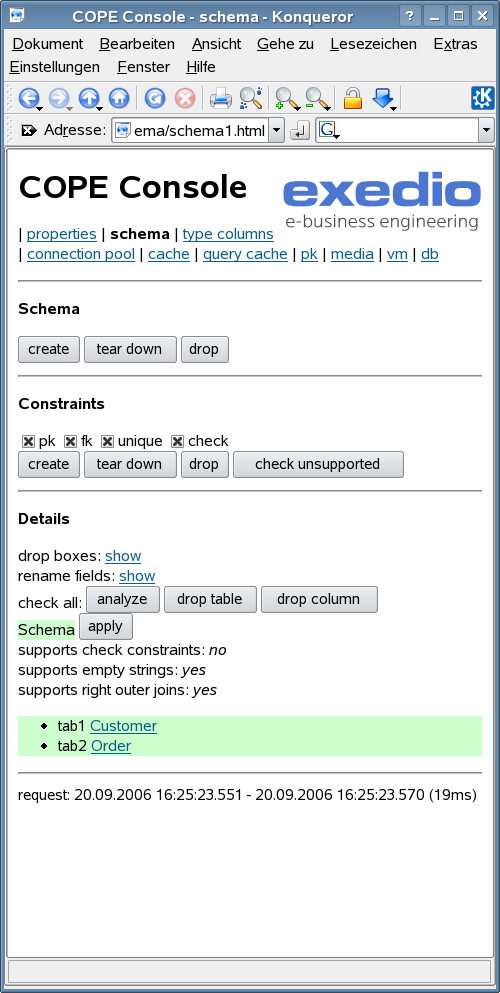 COPE Console - schema - Konqueror
Dokument Bearbeiten Ansicht Gehe zu Lesezeichen Extras
Einstellungen Fenster Hilfe
Adresse: ema/schema1.html
COPE Console
exedio
e-business engineering
| properties | schema | type columns
| connection pool | cache | query cache | pk | media | vm | db
Schema
create tear down drop
Constraints
pk fk unique check
create tear down drop check unsupported
Details
drop boxes: show
rename fields: show
check all: analyze drop table drop column
Schema apply
supports check constraints: no
supports empty strings: yes
supports right outer joins: yes
• tab1 Customer
• tab2 Order
request: 20.09.2006 16:25:23.551 - 20.09.2006 16:25:23.570 (19ms)